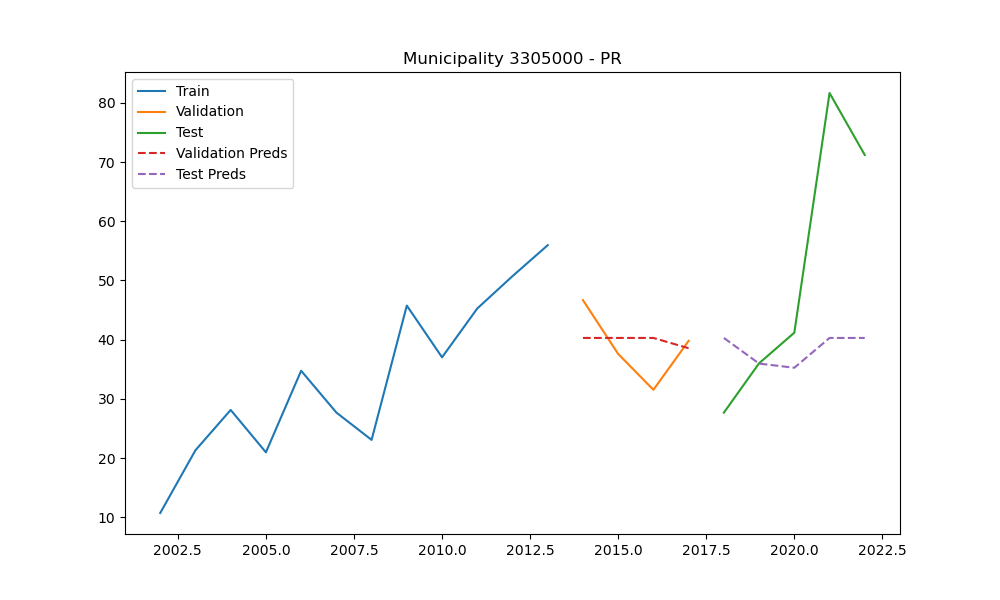 Municipality 3305000 - PR
Train
Validation
Test
Validation Preds
Test Preds
80
70
60
50
40
30
20
10
2002.5 2005.0 2007.5 2010.0 2012.5 2015.0 2017.5 2020.0 2022.5